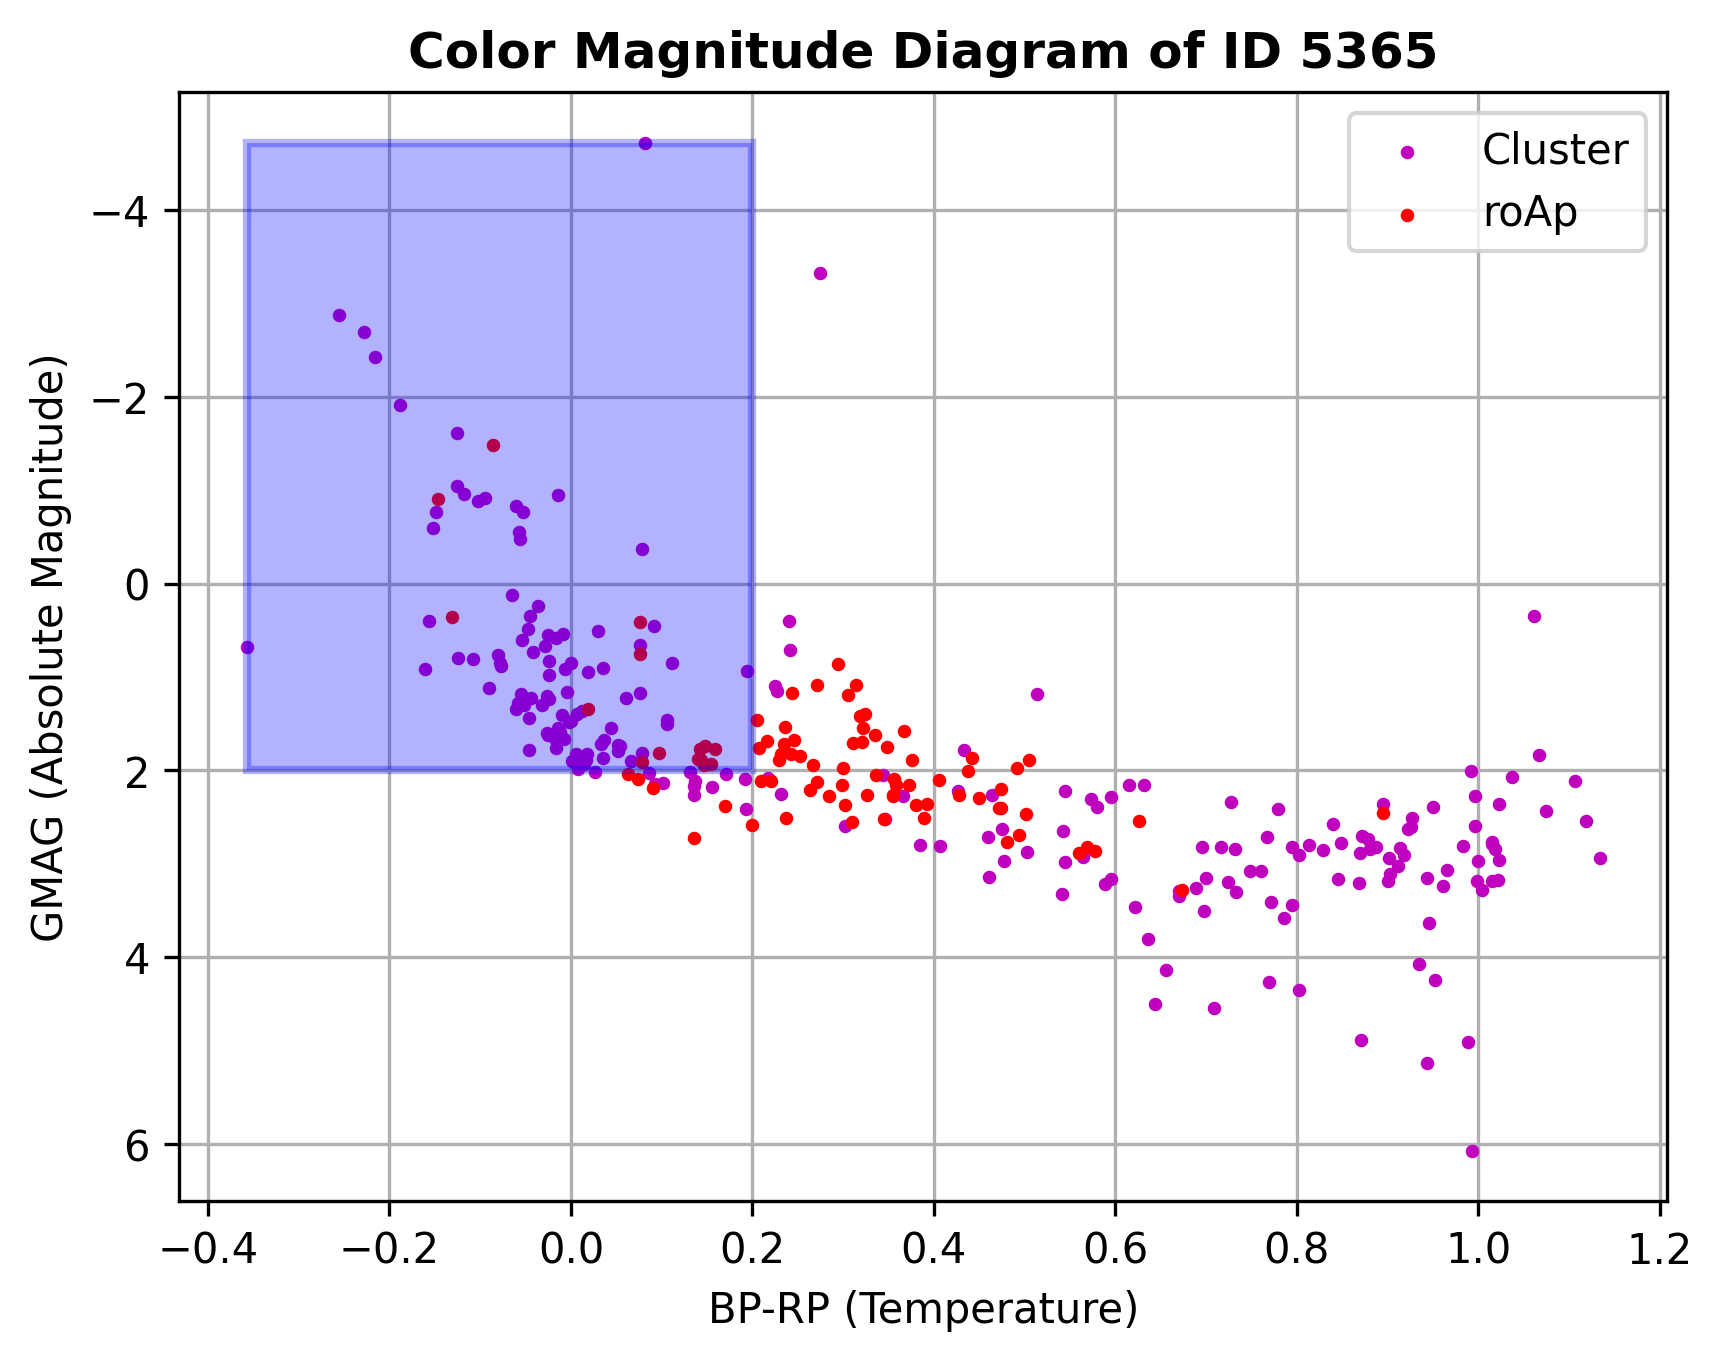 Color Magnitude Diagram of ID 5365
Cluster
roAp
GMAG (Absolute Magnitude)
−4
−2
0
2
4
6
−0.4 −0.2 0.0 0.2 0.4 0.6 0.8 1.0 1.2
BP-RP (Temperature)